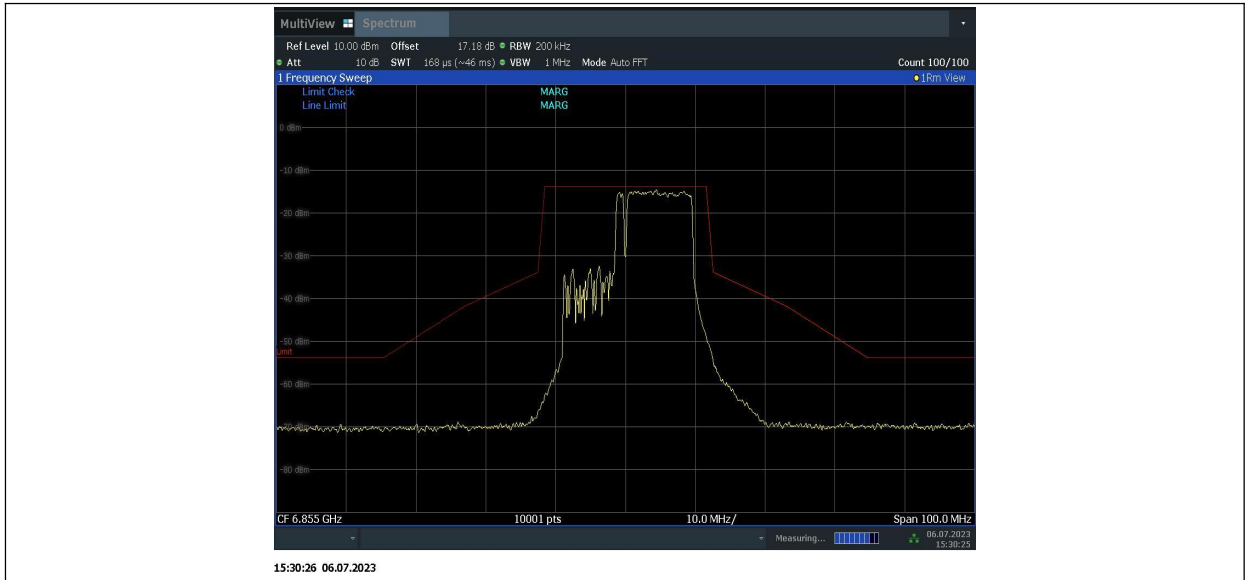 MultiView Spectrum
Ref Level 10.00 dBm Offset 17.18 dB RBW 200 kHz
Att 10 dB SWT 168 µs (~46 ms) VBW 1 MHz Mode Auto FFT Count 100/100
1 Frequency Sweep 1Rm View
Limit Check MARG
Line Limit MARG
0 dBm
-10 dBm
-20 dBm
-30 dBm
-40 dBm
-50 dBm
Limit
-60 dBm
-70 dBm
-80 dBm
CF 6.855 GHz 10001 pts 10.0 MHz/ Span 100.0 MHz
Measuring... 06.07.2023
15:30:25
15:30:26 06.07.2023